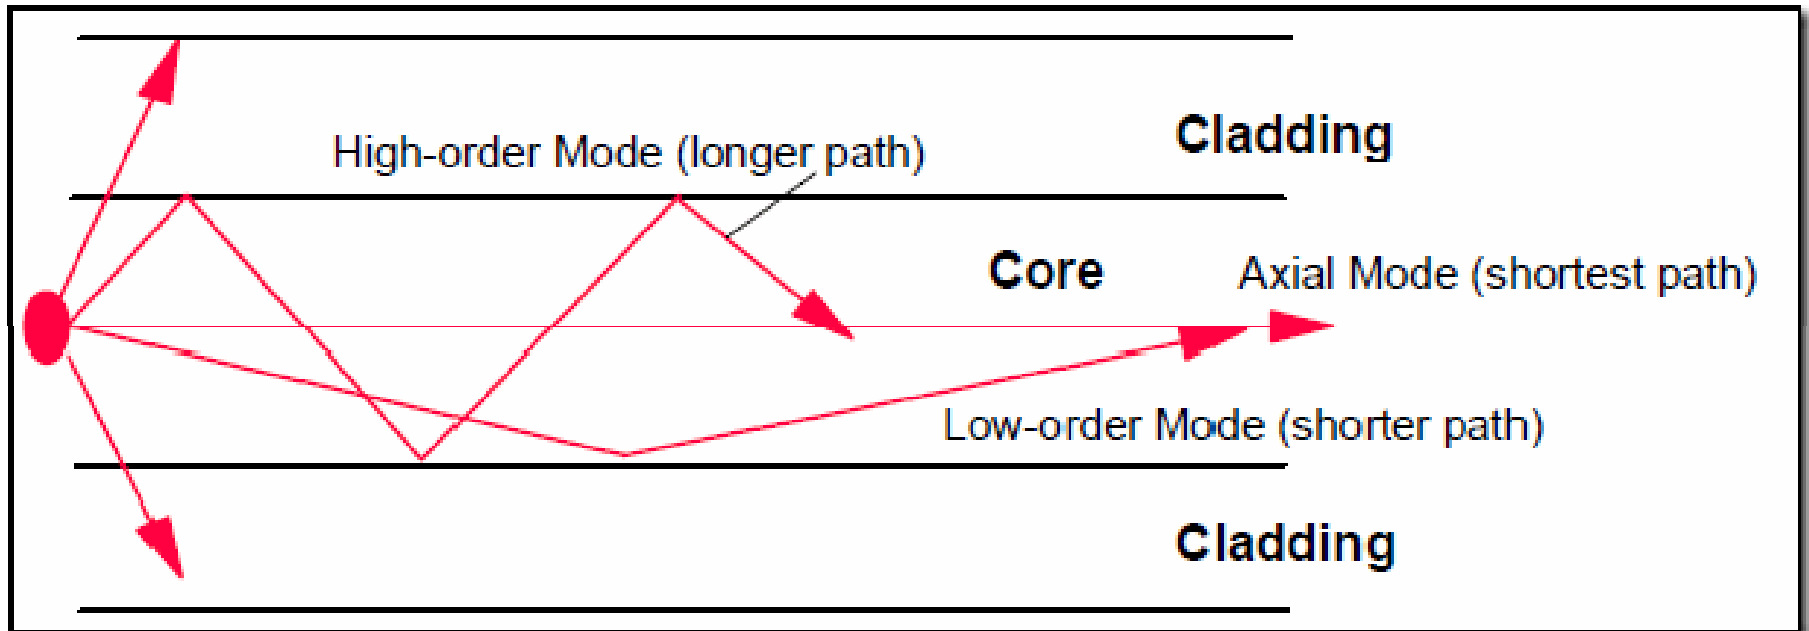 Cladding
High-order Mode (longer path)
Core
Axial Mode (shortest path)
Low-order Mode (shorter path)
Cladding